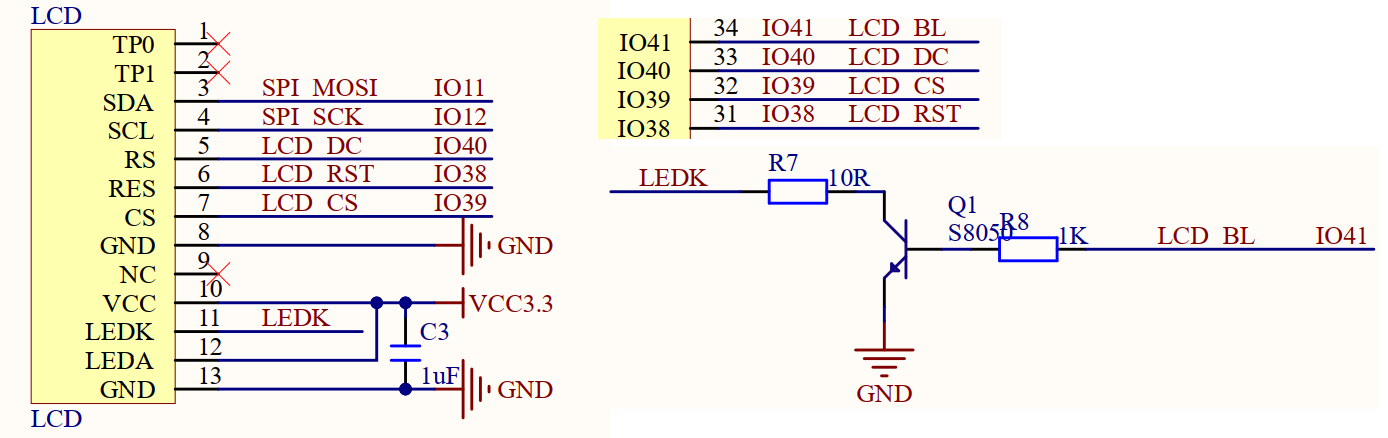 LCD
TP0 1
TP1 2
SDA 3 SPI MOSI IO11
SCL 4 SPI SCK IO12
RS 5 LCD DC IO40
RES 6 LCD RST IO38
CS 7 LCD CS IO39
GND 8 GND
NC 9
VCC 10 VCC3.3
LEDK 11 LEDK
C3
LEDA 12
1uF
GND 13 GND
LCD
IO41 34 IO41 LCD BL
IO40 33 IO40 LCD DC
IO39 32 IO39 LCD CS
IO38 31 IO38 LCD RST
LEDK R7 10R
Q1
S8050 R8 1K LCD BL IO41
GND